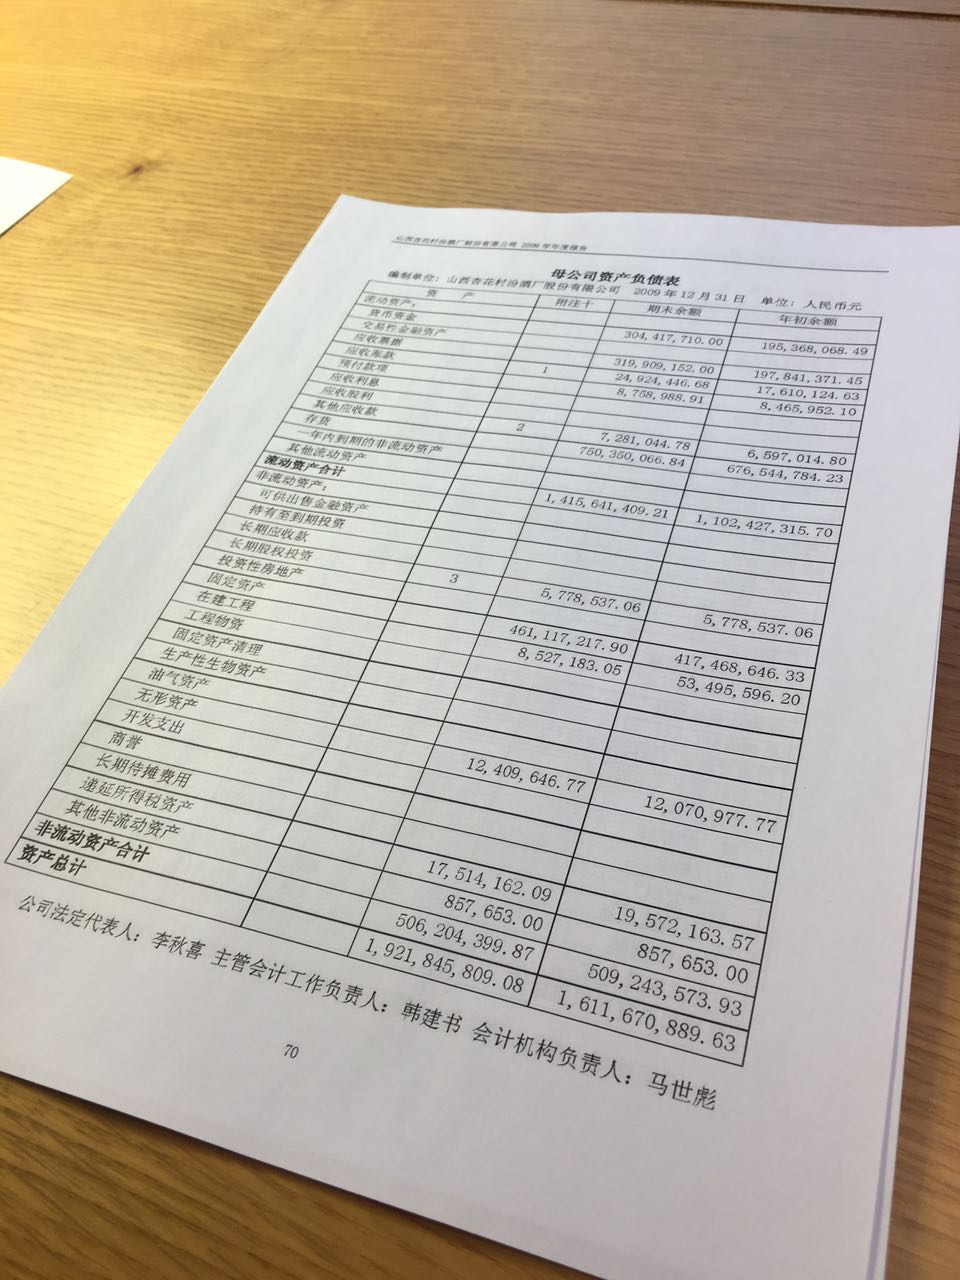 山西杏花村汾酒厂股份有限公司 2009 年年度报告
母公司资产负债表
编制单位：山西杏花村汾酒厂股份有限公司 2009 年 12 月 31 日 单位：人民币元
资 产 附注十 期末余额 年初余额
流动资产：
货币资金 304,417,710.00 195,368,068.49
交易性金融资产
应收票据 319,909,152.00 197,841,371.45
应收账款 1 24,924,446.68 17,610,124.63
预付款项 8,758,988.91 8,465,952.10
应收利息
应收股利
其他应收款 2 7,281,044.78 6,597,014.80
存货 750,350,066.84 676,544,784.23
一年内到期的非流动资产
其他流动资产
流动资产合计 1,415,641,409.21 1,102,427,315.70
非流动资产：
可供出售金融资产
持有至到期投资
长期应收款
长期股权投资 3 5,778,537.06 5,778,537.06
投资性房地产
固定资产 461,117,217.90 417,468,646.33
在建工程 8,527,183.05 53,495,596.20
工程物资
固定资产清理
生产性生物资产
油气资产
无形资产 12,409,646.77 12,070,977.77
开发支出
商誉
长期待摊费用
递延所得税资产 17,514,162.09 19,572,163.57
其他非流动资产 857,653.00 857,653.00
非流动资产合计 506,204,399.87 509,243,573.93
资产总计 1,921,845,809.08 1,611,670,889.63
公司法定代表人：李秋喜 主管会计工作负责人：韩建书 会计机构负责人：马世彪
70